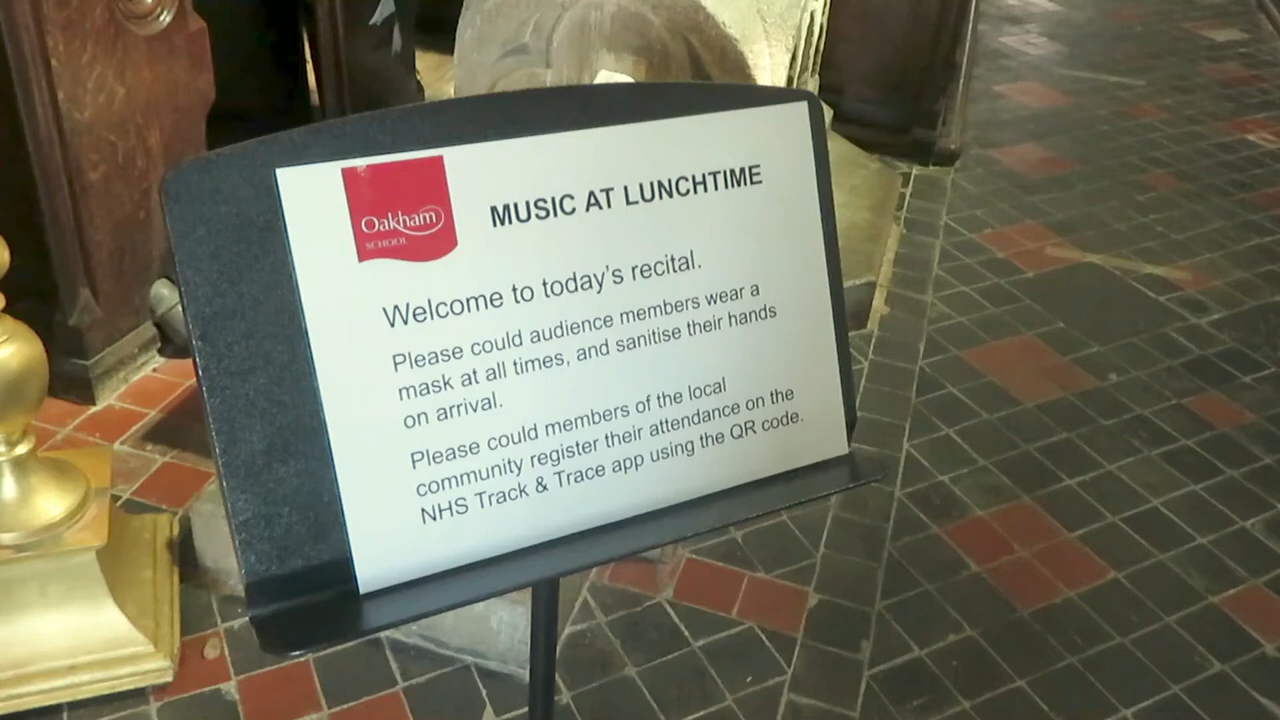 Oakham
SCHOOL
MUSIC AT LUNCHTIME
Welcome to today's recital.
Please could audience members wear a
mask at all times, and sanitise their hands
on arrival.
Please could members of the local
community register their attendance on the
NHS Track & Trace app using the QR code.